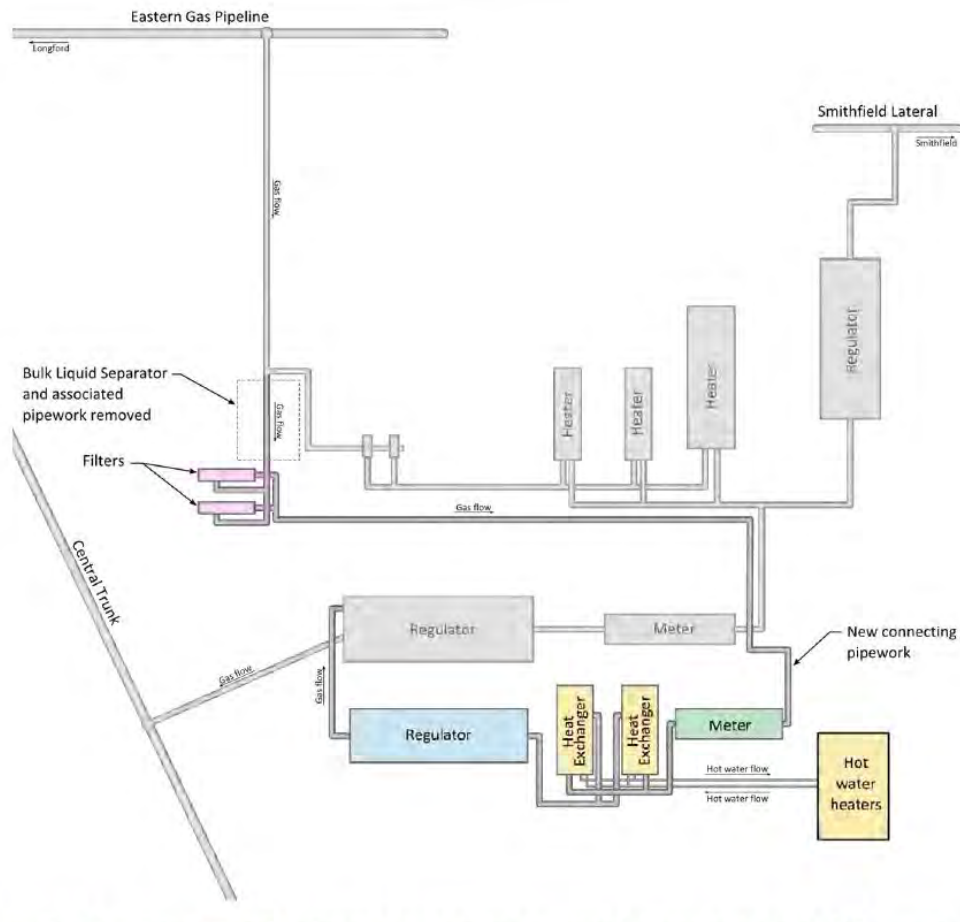 Eastern Gas Pipeline
Longford
Smithfield Lateral
Smithfield
Gas flow
Regulator
Heater
Heater
Heater
Bulk Liquid Separator
and associated
pipework removed
Gas flow
Filters
Gas flow
Central Trunk
Regulator
Meter
New connecting
pipework
Gas flow
Gas flow
Regulator
Heat
Exchanger
Heat
Exchanger
Meter
Hot water flow
Hot water flow
Hot
water
heaters